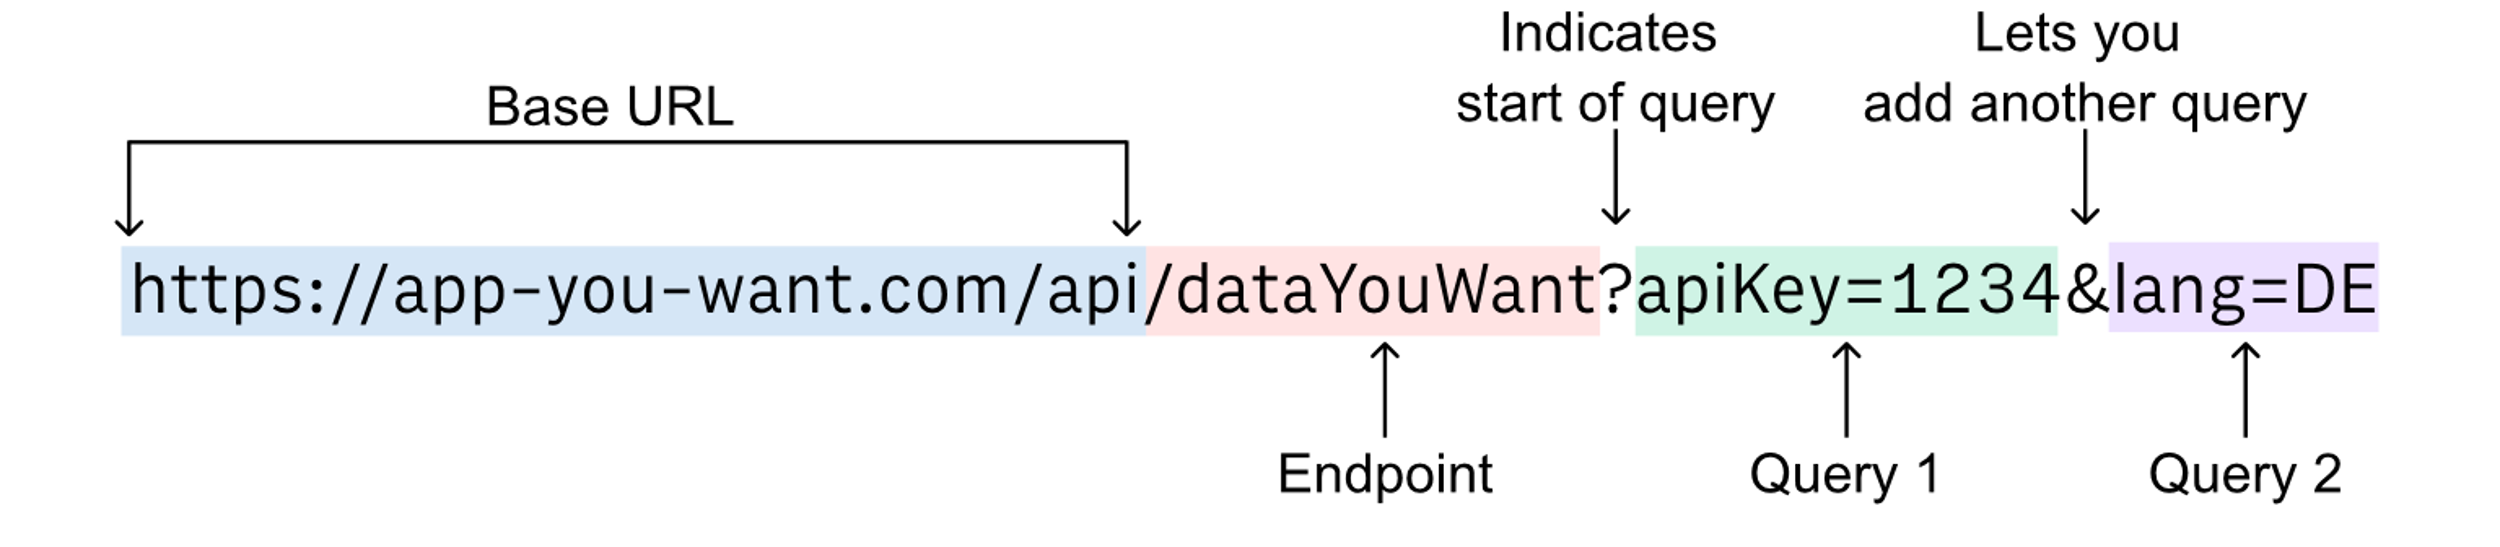 Indicates
start of query
Lets you
add another query
Base URL
https://app-you-want.com/api/dataYouWant?apiKey=1234&lang=DE
Endpoint
Query 1
Query 2